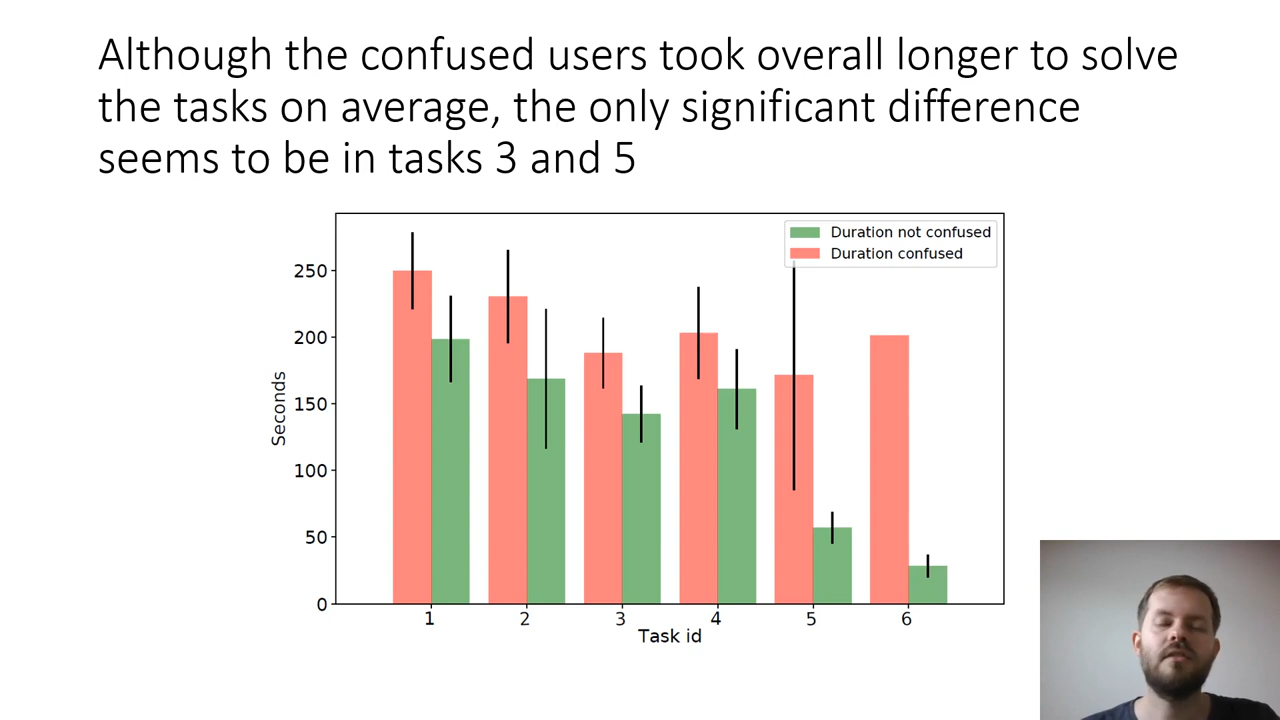 Although the confused users took overall longer to solve
the tasks on average, the only significant difference
seems to be in tasks 3 and 5
Duration not confused
Duration confused
250
200
150
100
50
0
Seconds
1 2 3 4 5 6
Task id